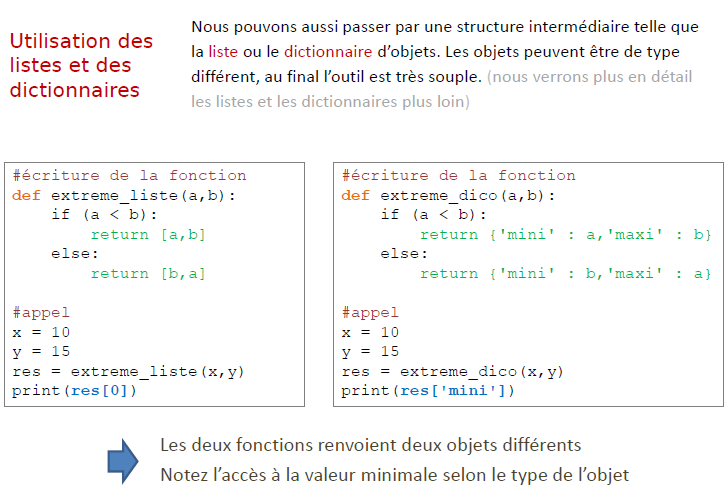 Utilisation des
listes et des
dictionnaires
Nous pouvons aussi passer par une structure intermédiaire telle que
la liste ou le dictionnaire d’objets. Les objets peuvent être de type
différent, au final l’outil est très souple. (nous verrons plus en détail
les listes et les dictionnaires plus loin)
#écriture de la fonction
def extreme_liste(a,b):
    if (a < b):
        return [a,b]
    else:
        return [b,a]
#appel
x = 10
y = 15
res = extreme_liste(x,y)
print(res[0])
#écriture de la fonction
def extreme_dico(a,b):
    if (a < b):
        return {'mini' : a,'maxi' : b}
    else:
        return {'mini' : b,'maxi' : a}
#appel
x = 10
y = 15
res = extreme_dico(x,y)
print(res['mini'])
Les deux fonctions renvoient deux objets différents
Notez l’accès à la valeur minimale selon le type de l’objet